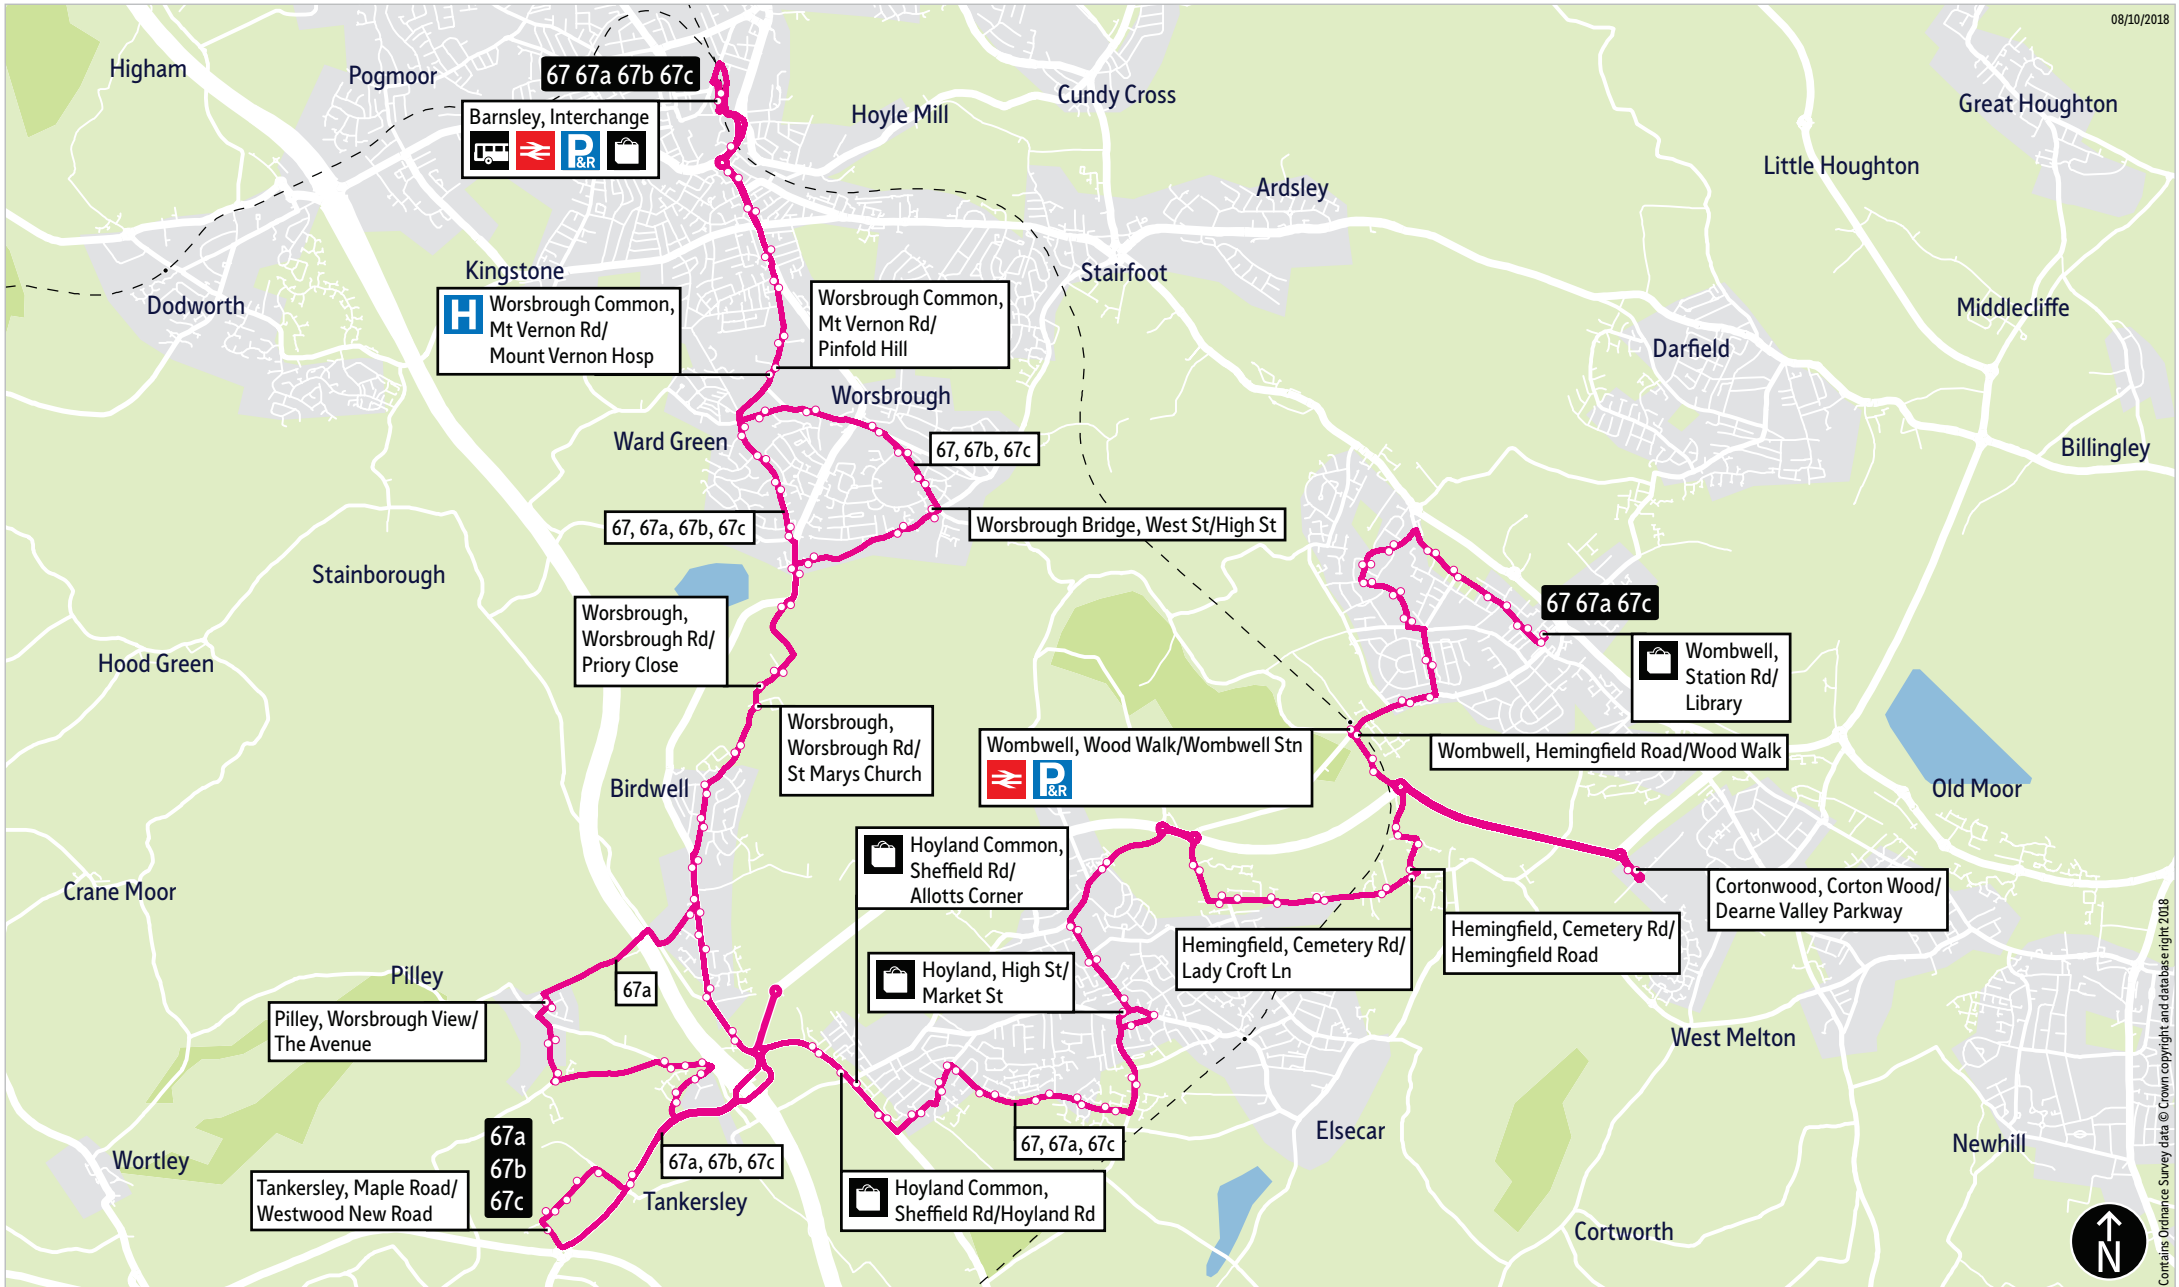 08/10/2018
Higham
Pogmoor
67 67a 67b 67c
Barnsley, Interchange
P
&R
Hoyle Mill
Cundy Cross
Great Houghton
Little Houghton
Ardsley
Kingstone
Stairfoot
Dodworth
H
Worsbrough Common,
Mt Vernon Rd/
Mount Vernon Hosp
Worsbrough Common,
Mt Vernon Rd/
Pinfold Hill
Middlecliffe
Darfield
Worsbrough
Ward Green
67, 67b, 67c
Billingley
67, 67a, 67b, 67c
Worsbrough Bridge, West St/High St
Stainborough
67 67a 67c
Worsbrough,
Worsbrough Rd/
Priory Close
Hood Green
Wombwell,
Station Rd/
Library
Worsbrough,
Worsbrough Rd/
St Marys Church
Wombwell, Wood Walk/Wombwell Stn
P
&R
Wombwell, Hemingfield Road/Wood Walk
Birdwell
Old Moor
Hoyland Common,
Sheffield Rd/
Allotts Corner
Crane Moor
Cortonwood, Corton Wood/
Dearne Valley Parkway
Hemingfield, Cemetery Rd/
Hemingfield Road
Hemingfield, Cemetery Rd/
Lady Croft Ln
Hoyland, High St/
Market St
Pilley
67a
Pilley, Worsbrough View/
The Avenue
West Melton
67a
67b
67c
67, 67a, 67c
Elsecar
Newhill
Wortley
67a, 67b, 67c
Tankersley, Maple Road/
Westwood New Road
Tankersley
Hoyland Common,
Sheffield Rd/Hoyland Rd
Cortworth
N
Contains Ordnance Survey data © Crown copyright and database right 2018